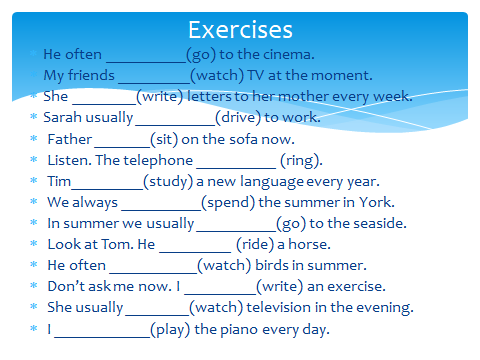 Exercises
* He often __________(go) to the cinema.
* My friends _________(watch) TV at the moment.
* She ________(write) letters to her mother every week.
* Sarah usually __________(drive) to work.
* Father _______(sit) on the sofa now.
* Listen. The telephone __________ (ring).
* Tim_________(study) a new language every year.
* We always __________(spend) the summer in York.
* In summer we usually __________(go) to the seaside.
* Look at Tom. He _________ (ride) a horse.
* He often ___________(watch) birds in summer.
* Don't ask me now. I _________(write) an exercise.
* She usually ________(watch) television in the evening.
* I ____________(play) the piano every day.